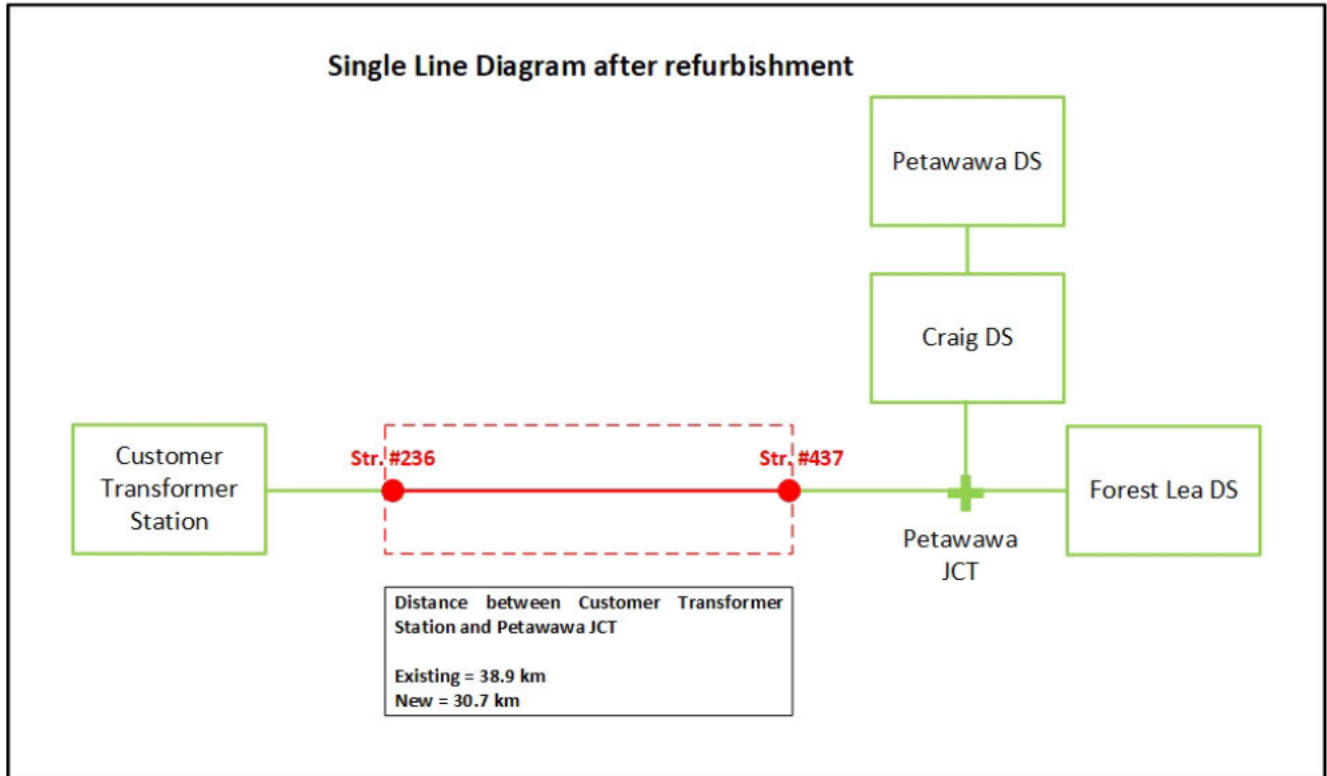 Single Line Diagram after refurbishment
Petawawa DS
Craig DS
Customer
Transformer
Station
Str. #236
Str. #437
Forest Lea DS
Petawawa
JCT
Distance between Customer Transformer
Station and Petawawa JCT
Existing = 38.9 km
New = 30.7 km